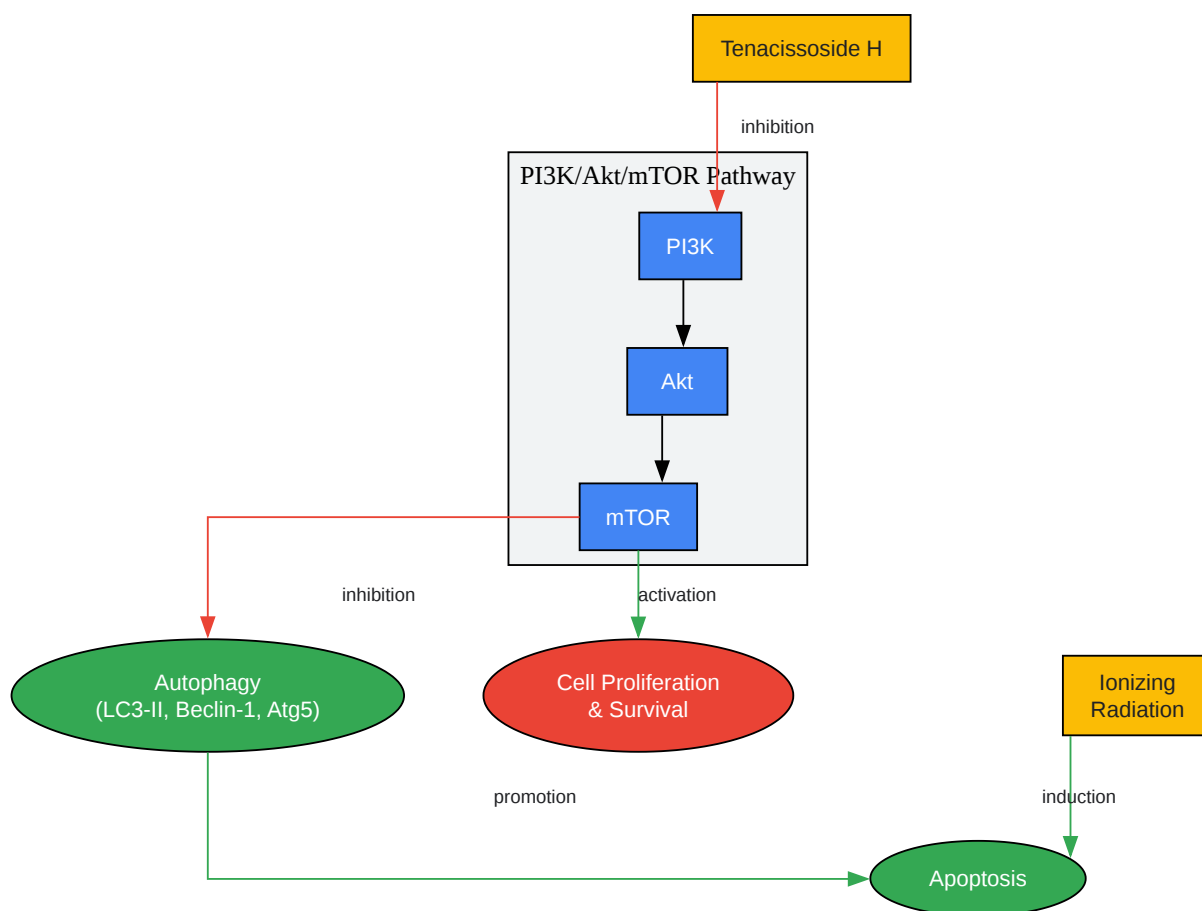 Tenacissoside H
inhibition
PI3K/Akt/mTOR Pathway
PI3K
Akt
mTOR
inhibition
activation
Autophagy
(LC3-II, Beclin-1, Atg5)
Cell Proliferation
& Survival
Ionizing
Radiation
promotion
induction
Apoptosis